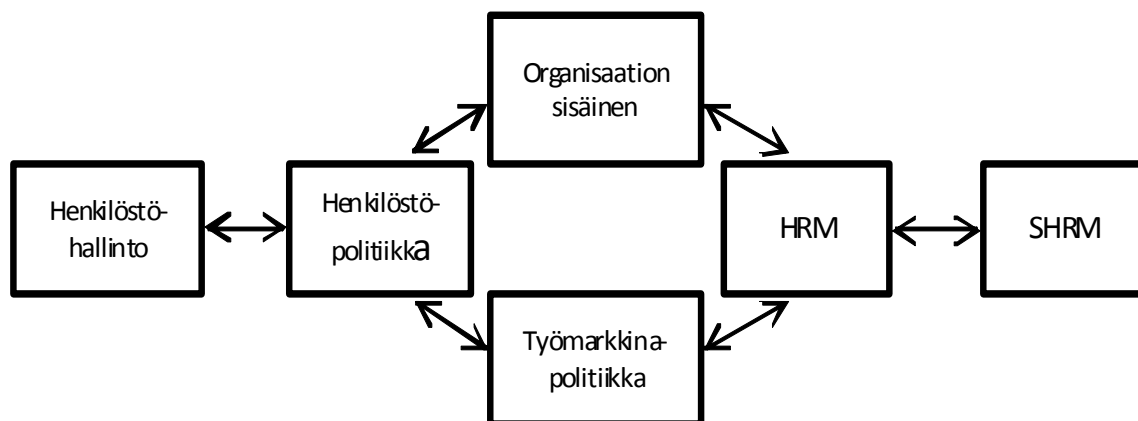 Organisaation
sisäinen
Henkilöstö-
hallinto
Henkilöstö-
politiikka
HRM
SHRM
Työmarkkina-
politiikka